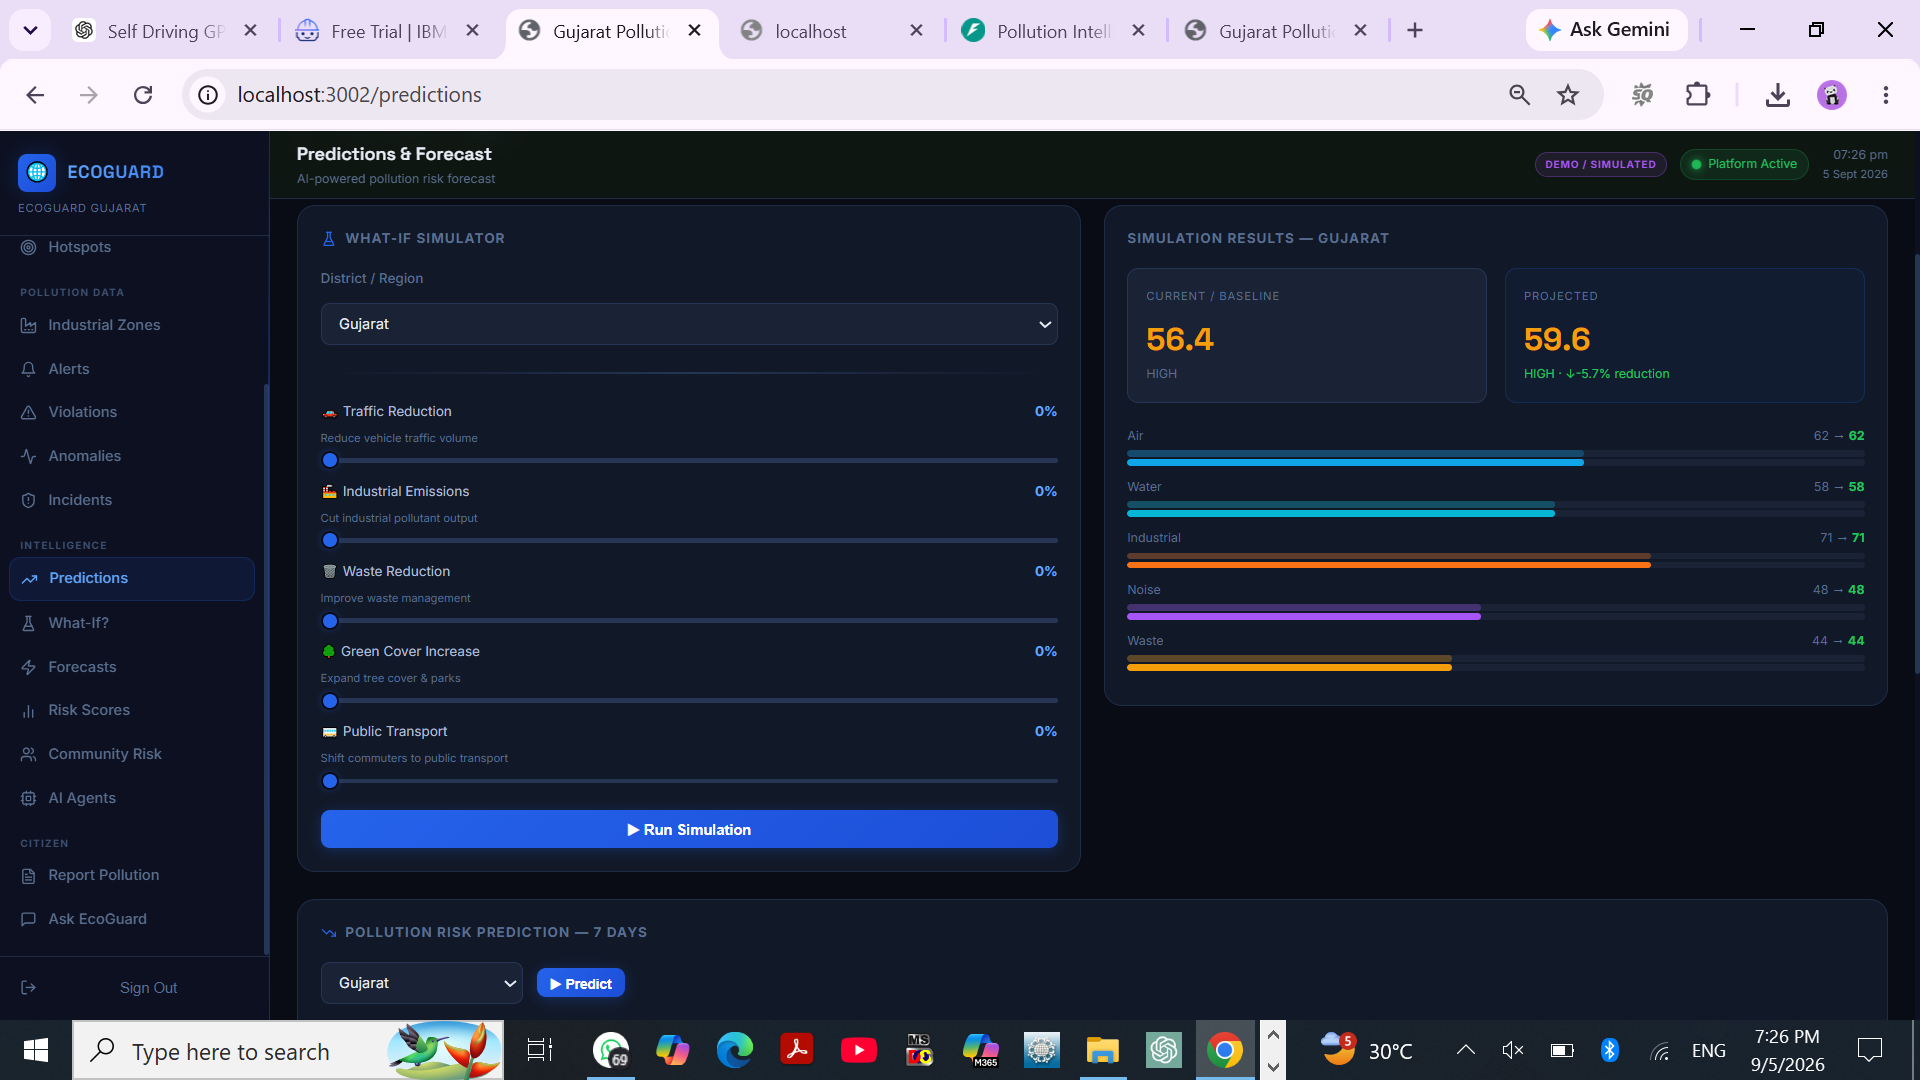 Self Driving GP
Free Trial | IBM
Gujarat Polluti
localhost
Pollution Intell
Gujarat Polluti
Ask Gemini
localhost:3002/predictions
ECOGUARD
ECOGUARD GUJARAT
Hotspots
POLLUTION DATA
Industrial Zones
Alerts
Violations
Anomalies
Incidents
INTELLIGENCE
Predictions
What-If?
Forecasts
Risk Scores
Community Risk
AI Agents
CITIZEN
Report Pollution
Ask EcoGuard
Sign Out
Predictions & Forecast
AI-powered pollution risk forecast
DEMO / SIMULATED
Platform Active
07:26 pm
5 Sept 2026
WHAT-IF SIMULATOR
District / Region
Gujarat
Traffic Reduction 0%
Reduce vehicle traffic volume
Industrial Emissions 0%
Cut industrial pollutant output
Waste Reduction 0%
Improve waste management
Green Cover Increase 0%
Expand tree cover & parks
Public Transport 0%
Shift commuters to public transport
▶ Run Simulation
SIMULATION RESULTS — GUJARAT
CURRENT / BASELINE
56.4
HIGH
PROJECTED
59.6
HIGH · ↓-5.7% reduction
Air 62 → 62
Water 58 → 58
Industrial 71 → 71
Noise 48 → 48
Waste 44 → 44
POLLUTION RISK PREDICTION — 7 DAYS
Gujarat
▶ Predict
Type here to search
69
MS
M365
5
30°C
ENG
7:26 PM
9/5/2026